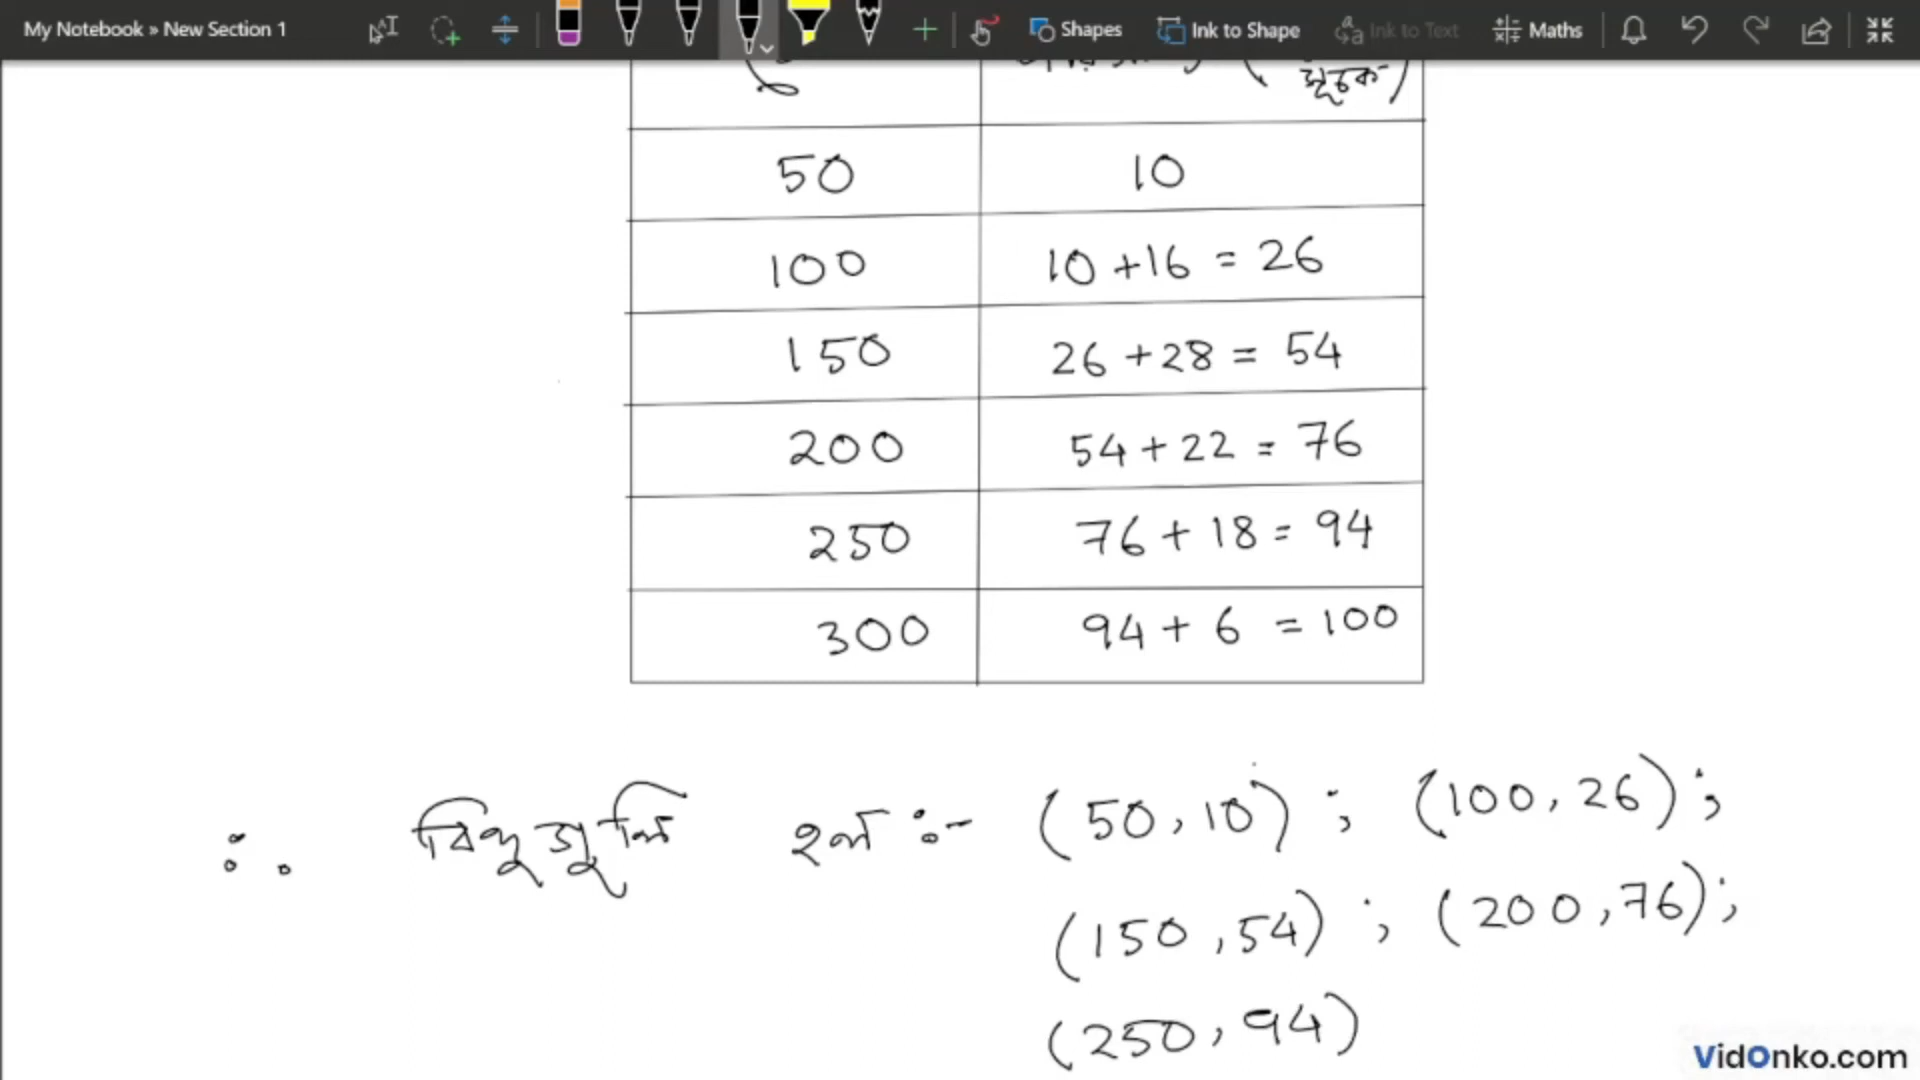 My Notebook » New Section 1 Shapes Ink to Shape Ink to Text Maths
সূচক)
50 10
100 10 + 16 = 26
150 26 + 28 = 54
200 54 + 22 = 76
250 76 + 18 = 94
300 94 + 6 = 100
∴ বিন্দুগুলি হল :- (50, 10) ; (100, 26) ;
(150, 54) ; (200, 76) ;
(250, 94)
VidOnko.com